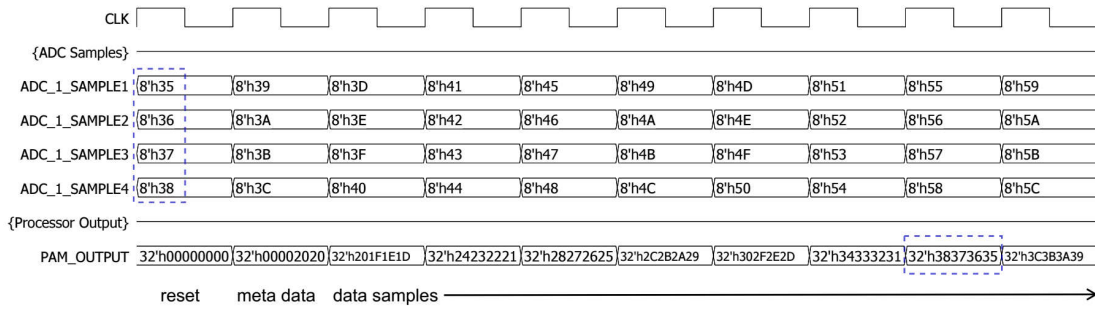 CLK
{ADC Samples}
ADC_1_SAMPLE1 8'h35 8'h39 8'h3D 8'h41 8'h45 8'h49 8'h4D 8'h51 8'h55 8'h59
ADC_1_SAMPLE2 8'h36 8'h3A 8'h3E 8'h42 8'h46 8'h4A 8'h4E 8'h52 8'h56 8'h5A
ADC_1_SAMPLE3 8'h37 8'h3B 8'h3F 8'h43 8'h47 8'h4B 8'h4F 8'h53 8'h57 8'h5B
ADC_1_SAMPLE4 8'h38 8'h3C 8'h40 8'h44 8'h48 8'h4C 8'h50 8'h54 8'h58 8'h5C
{Processor Output}
PAM_OUTPUT 32'h00000000 32'h00002020 32'h201F1E1D 32'h24232221 32'h28272625 32'h2C2B2A29 32'h302F2E2D 32'h34333231 32'h38373635 32'h3C3B3A39
reset meta data data samples